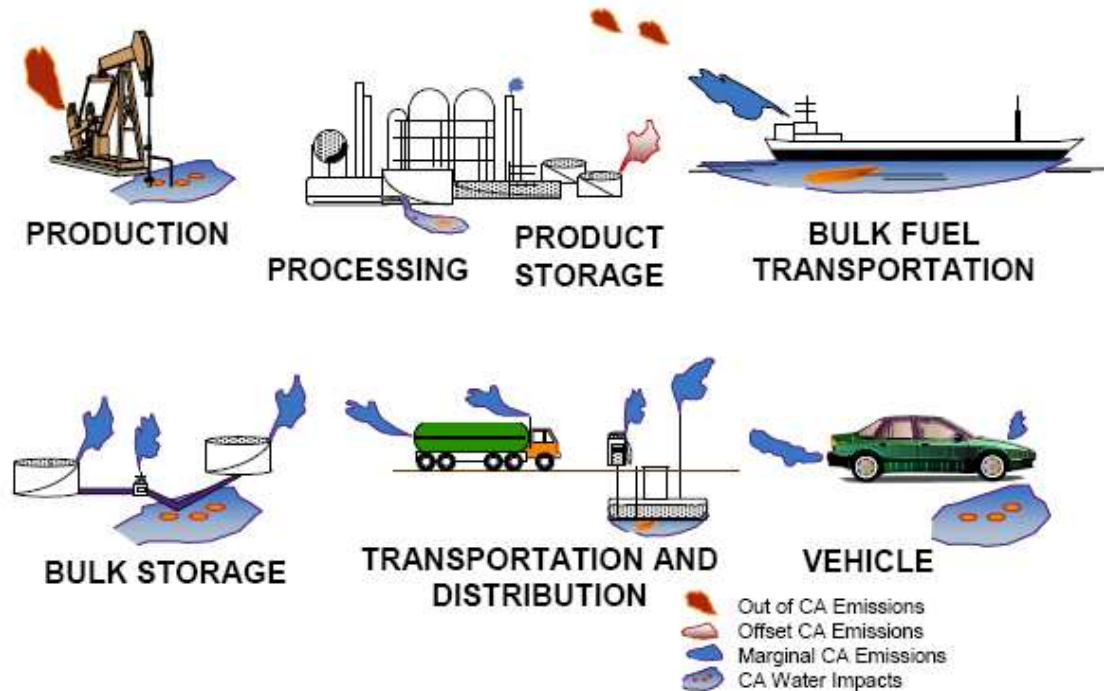 PRODUCTION
PROCESSING
PRODUCT
STORAGE
BULK FUEL
TRANSPORTATION
BULK STORAGE
TRANSPORTATION AND
DISTRIBUTION
VEHICLE
Out of CA Emissions
Offset CA Emissions
Marginal CA Emissions
CA Water Impacts